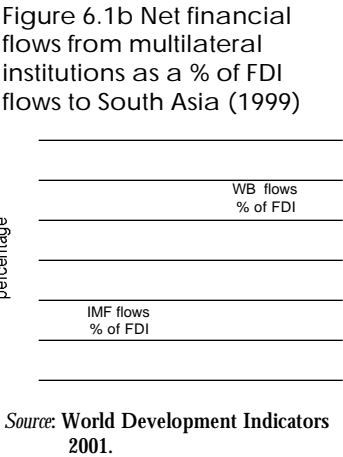 Figure 6.1b Net financial
flows from multilateral
institutions as a % of FDI
flows to South Asia (1999)
WB flows
% of FDI
percentage
IMF flows
% of FDI
Source: World Development Indicators
2001.